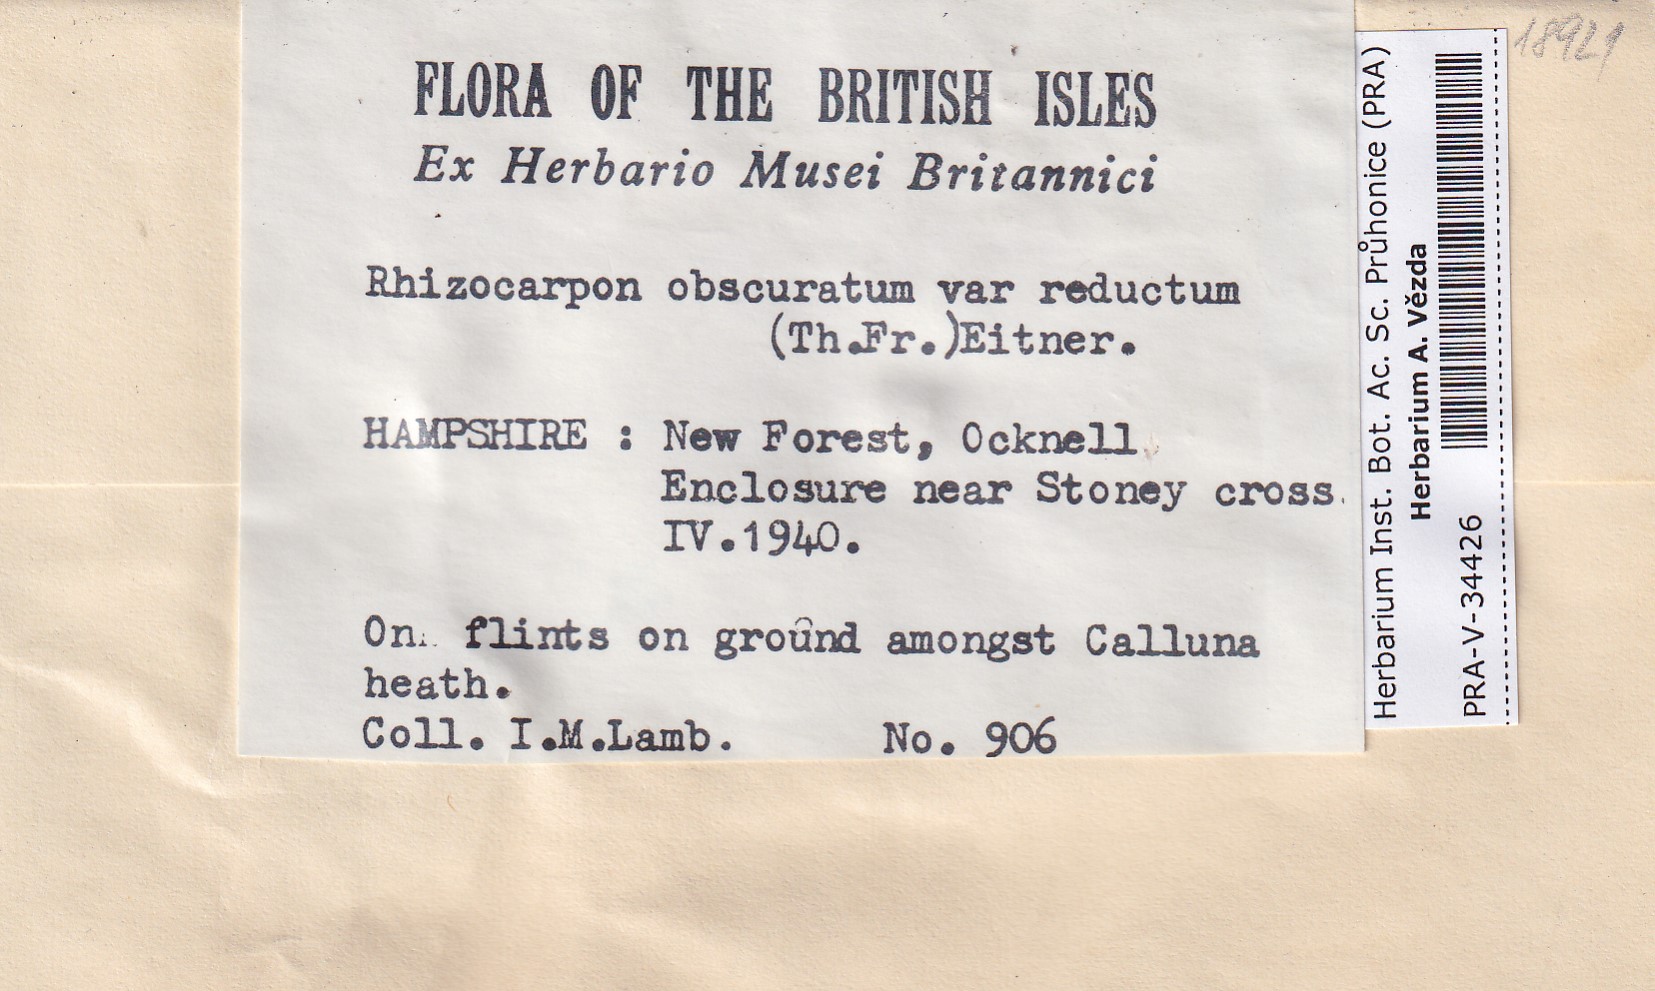 FLORA OF THE BRITISH ISLES
Ex Herbario Musei Britannici
Rhizocarpon obscuratum var reductum
(Th.Fr.)Eitner.
HAMPSHIRE : New Forest, Ocknell
Enclosure near Stoney cross.
IV.1940.
On flints on ground amongst Calluna
heath.
Coll. I.M.Lamb. No. 906
Herbarium Inst. Bot. Ac. Sc. Průhonice (PRA)
Herbarium A. Vězda
PRA-V-34426